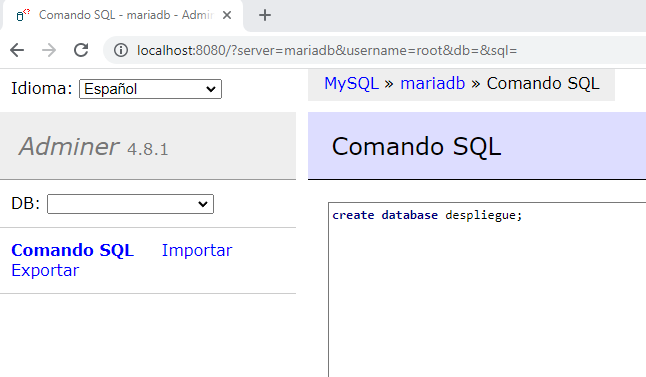 Comando SQL - mariadb - Admin
localhost:8080/?server=mariadb&username=root&db=&sql=
Idioma: Español
MySQL » mariadb » Comando SQL
Adminer 4.8.1
Comando SQL
DB:
create database despliegue;
Comando SQL Importar
Exportar